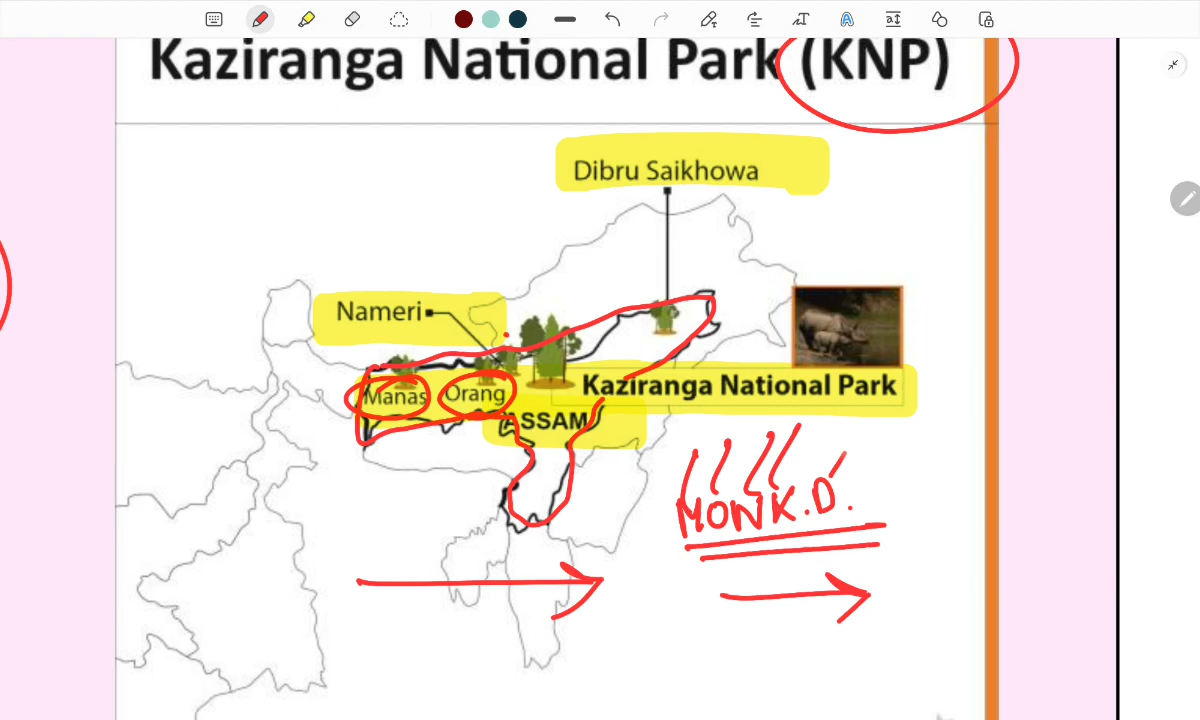 Kaziranga National Park (KNP)
Dibru Saikhowa
Nameri
Manas
Orang
Kaziranga National Park
ASSAM
MONK.D.